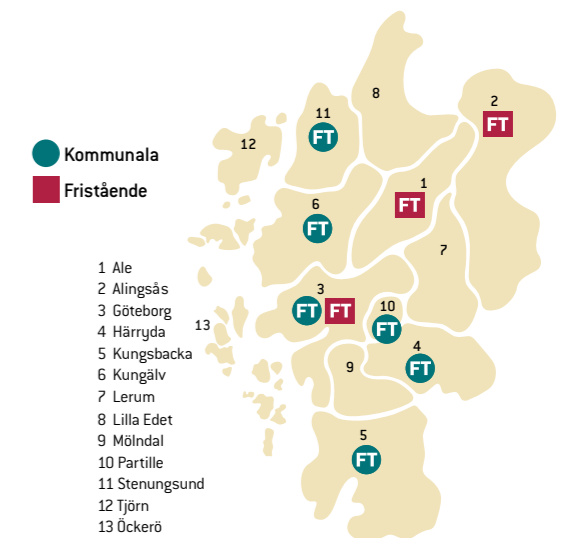 8
2
FT
11
FT
12
Kommunala
Fristående
1
FT
6
FT
7
1 Ale
2 Alingsås
3 Göteborg
4 Härryda
5 Kungsbacka
6 Kungälv
7 Lerum
8 Lilla Edet
9 Mölndal
10 Partille
11 Stenungsund
12 Tjörn
13 Öckerö
3
FT FT
10
FT
13
4
FT
9
5
FT